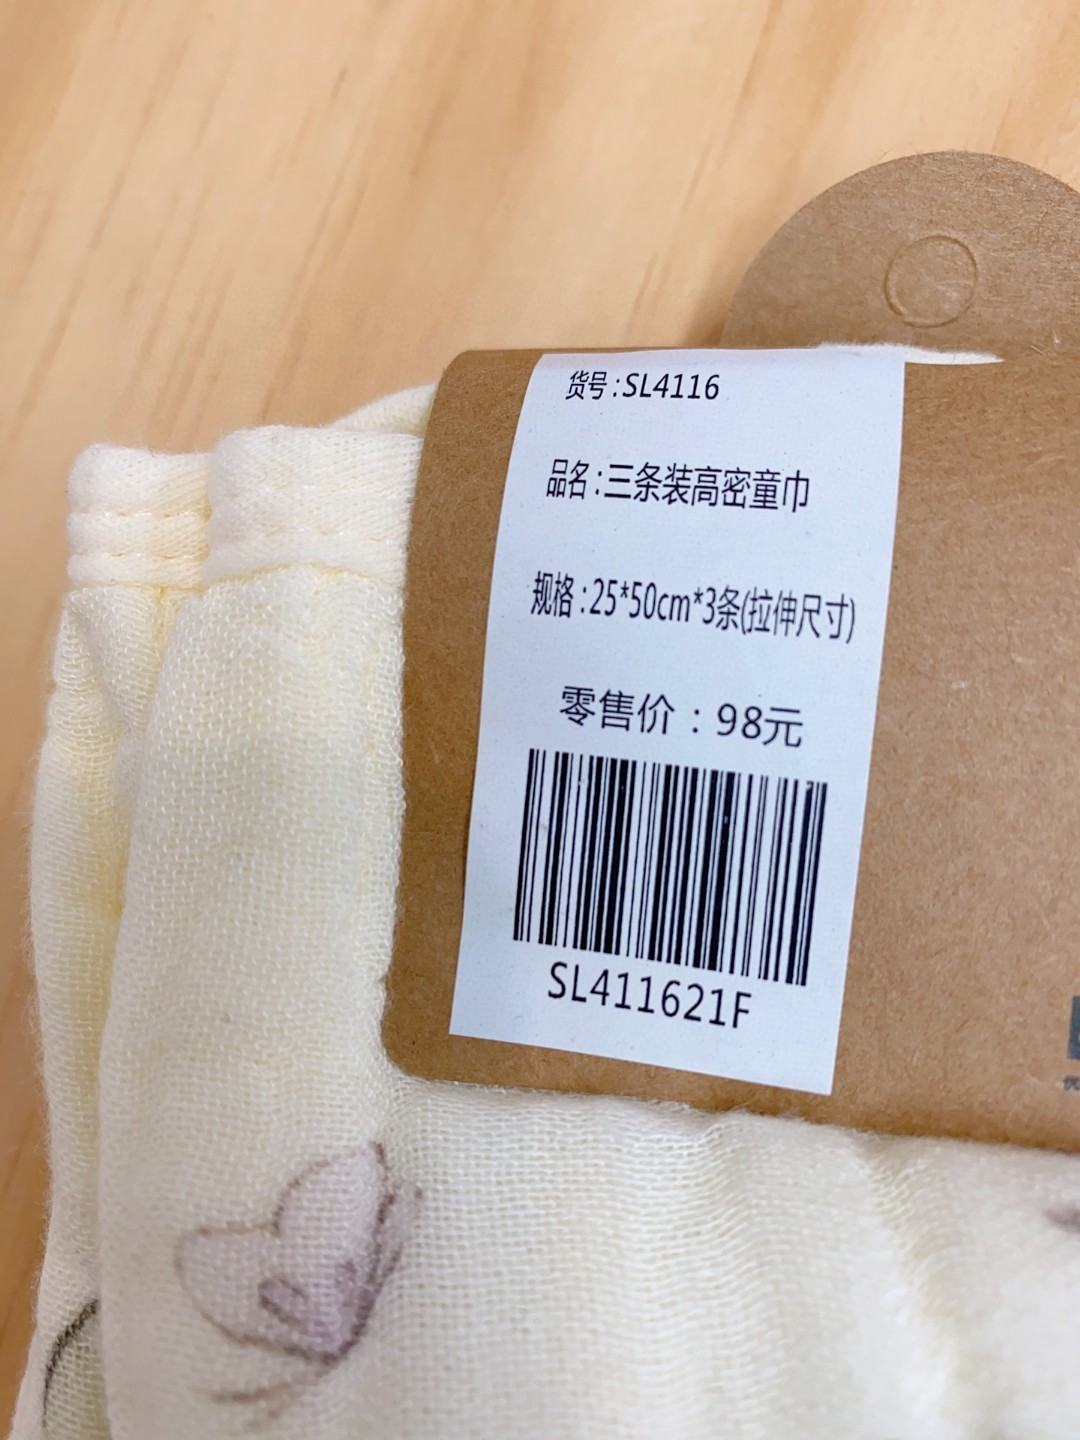 货号:SL4116
品名:三条装高密童巾
规格:25*50cm*3条(拉伸尺寸)
零售价:98元
SL411621F